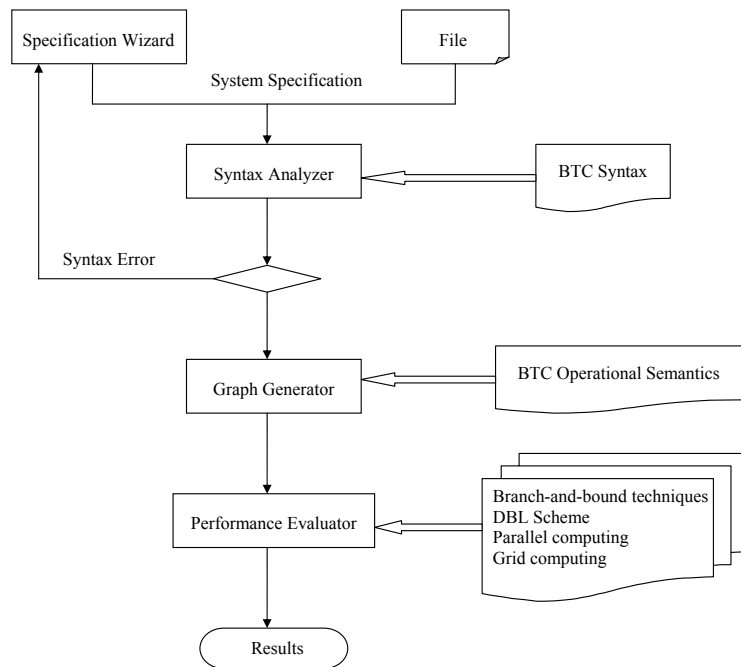 Specification Wizard
File
System Specification
Syntax Analyzer
BTC Syntax
Syntax Error
Graph Generator
BTC Operational Semantics
Performance Evaluator
Branch-and-bound techniques
DBL Scheme
Parallel computing
Grid computing
Results